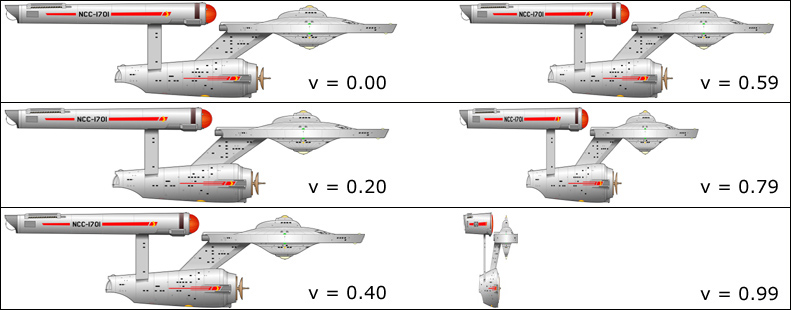 NCC-1701
v = 0.00
NCC-1701
v = 0.59
NCC-1701
v = 0.20
NCC-1701
v = 0.79
NCC-1701
v = 0.40
v = 0.99